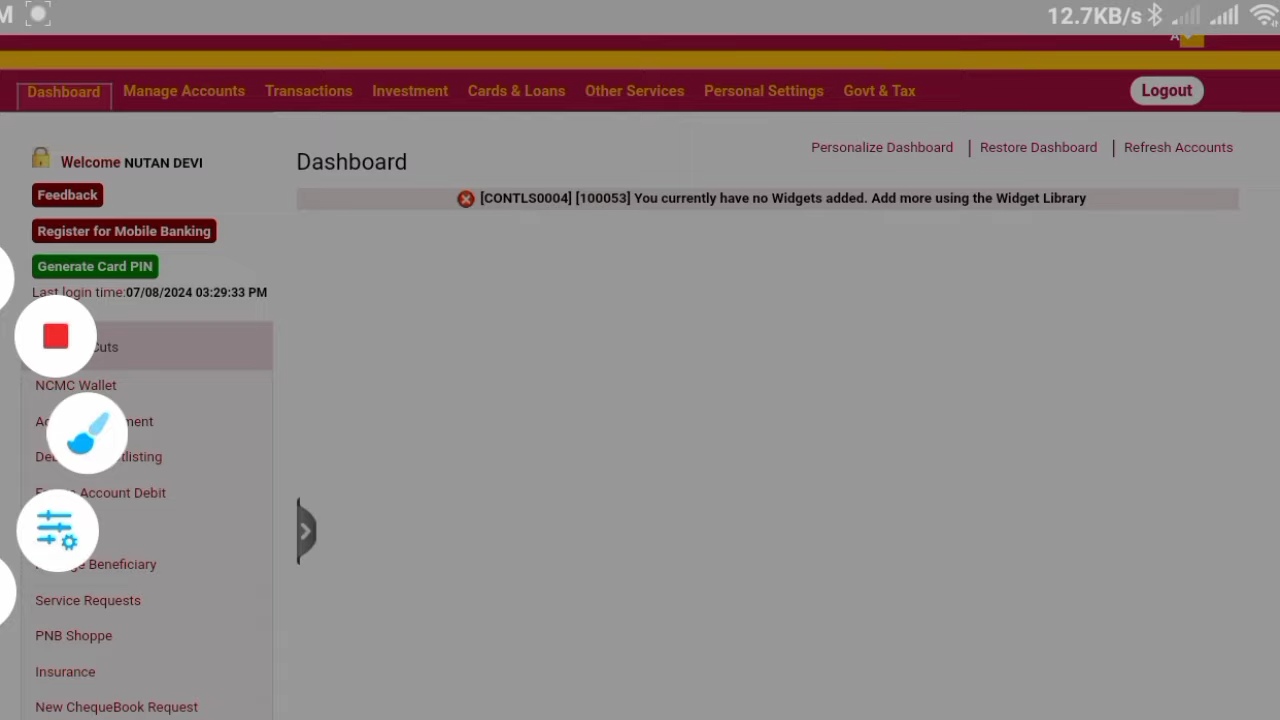 M
12.7KB/s
Dashboard Manage Accounts Transactions Investment Cards & Loans Other Services Personal Settings Govt & Tax Logout
Welcome NUTAN DEVI
Feedback
Register for Mobile Banking
Generate Card PIN
Last login time:07/08/2024 03:29:33 PM
Cuts
NCMC Wallet
Debit
Account Debit
Beneficiary
Service Requests
PNB Shoppe
Insurance
New ChequeBook Request
Dashboard
Personalize Dashboard | Restore Dashboard | Refresh Accounts
[CONTLS0004] [100053] You currently have no Widgets added. Add more using the Widget Library